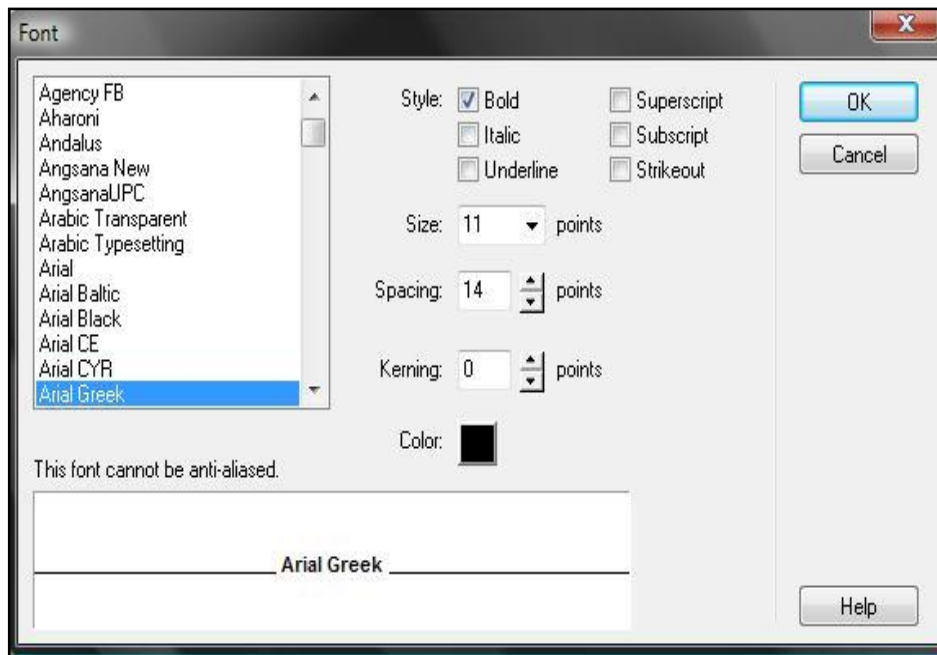 Font
X
Agency FB
Aharoni
Andalus
Angsana New
AngsanaUPC
Arabic Transparent
Arabic Typesetting
Arial
Arial Baltic
Arial Black
Arial CE
Arial CYR
Arial Greek
Style: Bold Superscript
Italic Subscript
Underline Strikeout
Size: 11 points
Spacing: 14 points
Kerning: 0 points
Color:
OK
Cancel
This font cannot be anti-aliased.
Arial Greek
Help